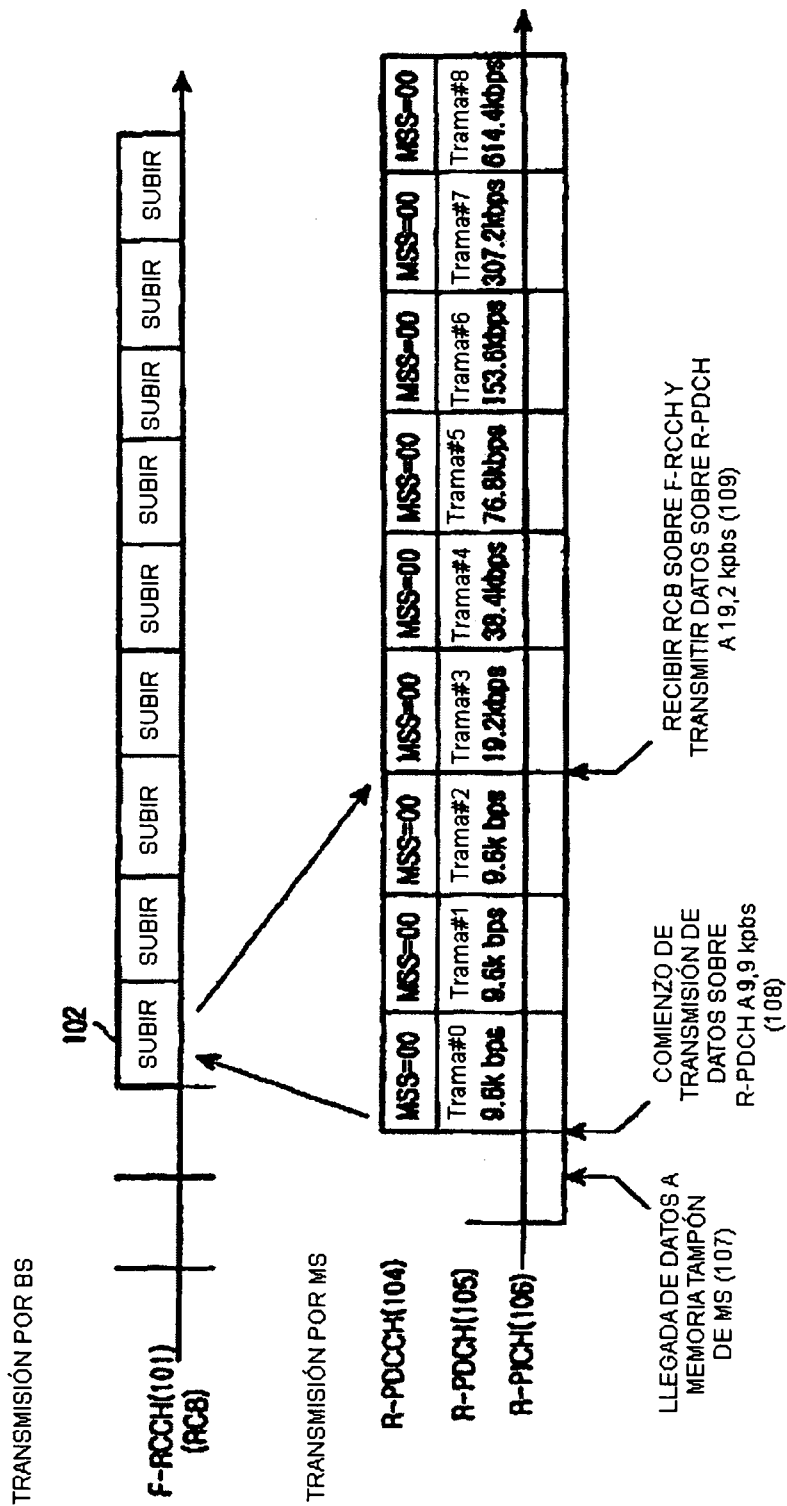 TRANSMISIÓN POR BS
F-RCCH(101)
(RCB)
102
SUBIR
SUBIR
SUBIR
SUBIR
SUBIR
SUBIR
SUBIR
SUBIR
SUBIR
TRANSMISIÓN POR MS
R-PDCCH(104)
MSS=00
MSS=00
MSS=00
MSS=00
MSS=00
MSS=00
MSS=00
MSS=00
MSS=00
R-PDCH(105)
Trama#0
9.6k bps
Trama#1
9.6k bps
Trama#2
9.6k bps
Trama#3
19.2kbps
Trama#4
38.4kbps
Trama#5
76.8kbps
Trama#6
153.6kbps
Trama#7
307.2kbps
Trama#8
614.4kbps
R-PICH(106)
LLEGADA DE DATOS A
MEMORIA TAMPÓN
DE MS (107)
COMIENZO DE
TRANSMISIÓN DE
DATOS SOBRE
R-PDCH A 9,9 kpbs
(108)
RECIBIR RCB SOBRE F-RCCH Y
TRANSMITIR DATOS SOBRE R-PDCH
A 19,2 kpbs (109)